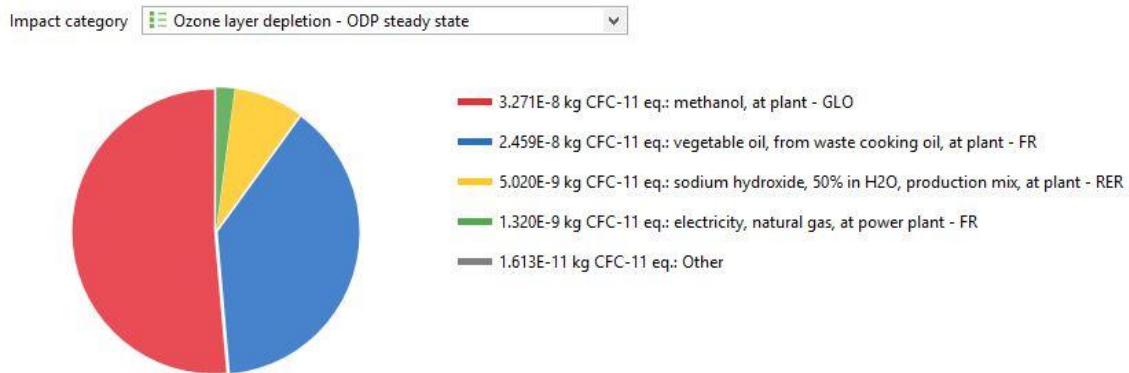 Impact category Ozone layer depletion - ODP steady state
3.271E-8 kg CFC-11 eq.: methanol, at plant - GLO
2.459E-8 kg CFC-11 eq.: vegetable oil, from waste cooking oil, at plant - FR
5.020E-9 kg CFC-11 eq.: sodium hydroxide, 50% in H2O, production mix, at plant - RER
1.320E-9 kg CFC-11 eq.: electricity, natural gas, at power plant - FR
1.613E-11 kg CFC-11 eq.: Other